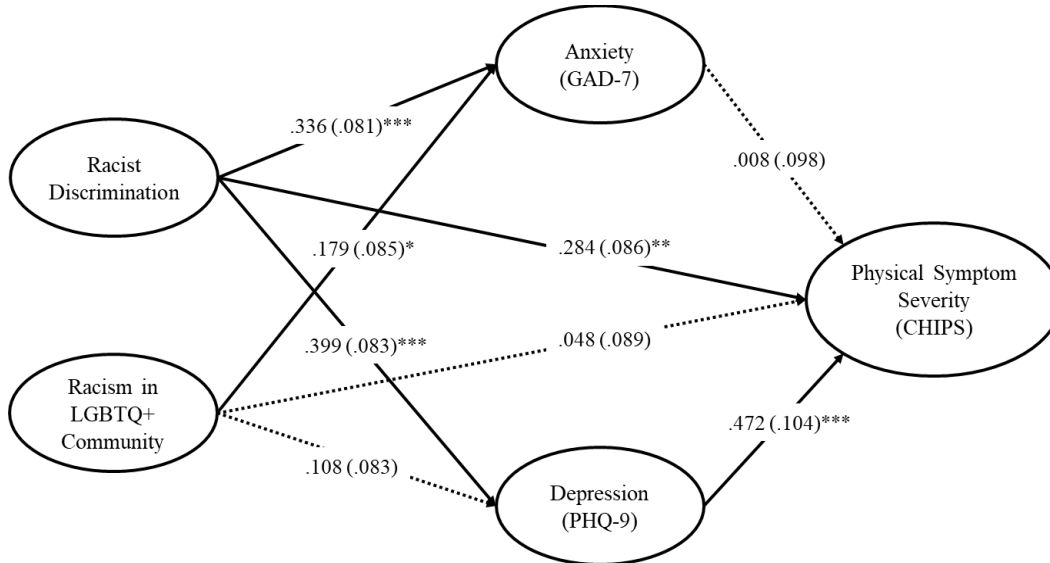 Anxiety
(GAD-7)
.336 (.081)***
Racist
Discrimination
.008 (.098)
.179 (.085)*
.284 (.086)**
Physical Symptom
Severity
(CHIPS)
.399 (.083)***
.048 (.089)
Racism in
LGBTQ+
Community
.472 (.104)***
.108 (.083)
Depression
(PHQ-9)